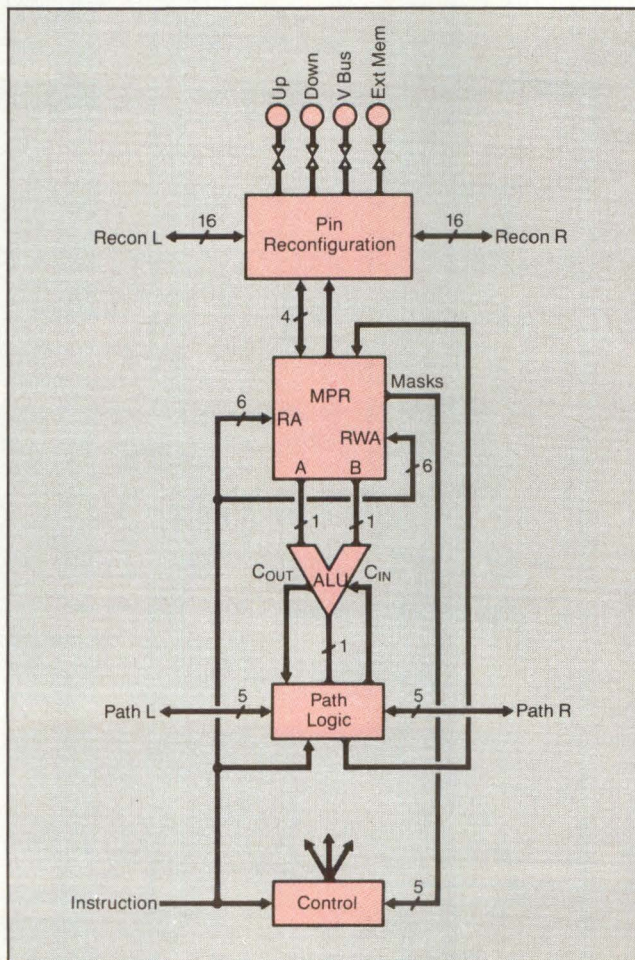 Up
Down
V Bus
Ext Mem
Recon L
16
Pin
Reconfiguration
16
Recon R
4
MPR
Masks
6
RA
RWA
6
A
B
1
1
COUT
ALU
CIN
1
Path L
5
Path
Logic
5
Path R
Instruction
Control
5